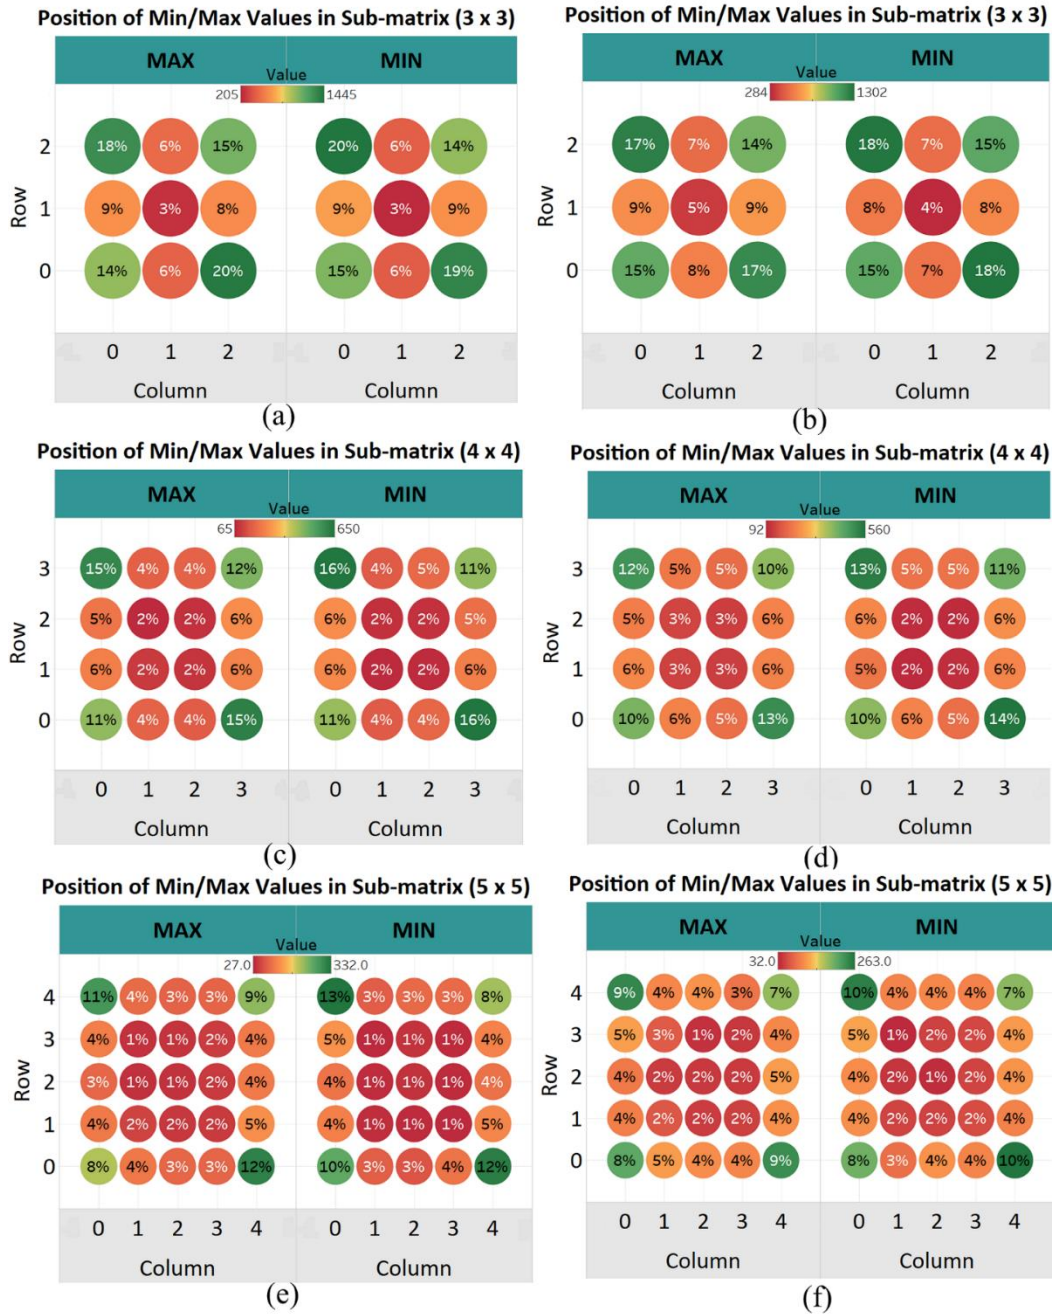 Position of Min/Max Values in Sub-matrix (3 x 3)
MAX MIN
Value
205 1445
2 18% 6% 15% 20% 6% 14%
1 9% 3% 8% 9% 3% 9%
0 14% 6% 20% 15% 6% 19%
Row
0 1 2 0 1 2
Column Column
(a)
Position of Min/Max Values in Sub-matrix (3 x 3)
MAX MIN
Value
284 1302
2 17% 7% 14% 18% 7% 15%
1 9% 5% 9% 8% 4% 8%
0 15% 8% 17% 15% 7% 18%
Row
0 1 2 0 1 2
Column Column
(b)
Position of Min/Max Values in Sub-matrix (4 x 4)
MAX MIN
Value
65 650
3 15% 4% 4% 12% 16% 4% 5% 11%
2 5% 2% 2% 6% 6% 2% 2% 5%
1 6% 2% 2% 6% 6% 2% 2% 6%
0 11% 4% 4% 15% 11% 4% 4% 16%
Row
0 1 2 3 0 1 2 3
Column Column
(c)
Position of Min/Max Values in Sub-matrix (4 x 4)
MAX MIN
Value
92 560
3 12% 5% 5% 10% 13% 5% 5% 11%
2 5% 3% 3% 6% 6% 2% 2% 6%
1 6% 3% 3% 6% 5% 2% 2% 6%
0 10% 6% 5% 13% 10% 6% 5% 14%
Row
0 1 2 3 0 1 2 3
Column Column
(d)
Position of Min/Max Values in Sub-matrix (5 x 5)
MAX MIN
Value
27.0 332.0
4 11% 4% 3% 3% 9% 13% 3% 3% 3% 8%
3 4% 1% 1% 2% 4% 5% 1% 1% 1% 4%
2 3% 1% 1% 2% 4% 4% 1% 1% 1% 4%
1 4% 2% 2% 2% 5% 4% 1% 1% 1% 5%
0 8% 4% 3% 3% 12% 10% 3% 3% 4% 12%
Row
0 1 2 3 4 0 1 2 3 4
Column Column
(e)
Position of Min/Max Values in Sub-matrix (5 x 5)
MAX MIN
Value
32.0 263.0
4 9% 4% 4% 3% 7% 10% 4% 4% 4% 7%
3 5% 3% 1% 2% 4% 5% 1% 2% 2% 4%
2 4% 2% 2% 2% 5% 4% 2% 1% 2% 4%
1 4% 2% 2% 2% 4% 4% 2% 2% 2% 4%
0 8% 5% 4% 4% 9% 8% 3% 4% 4% 10%
Row
0 1 2 3 4 0 1 2 3 4
Column Column
(f)